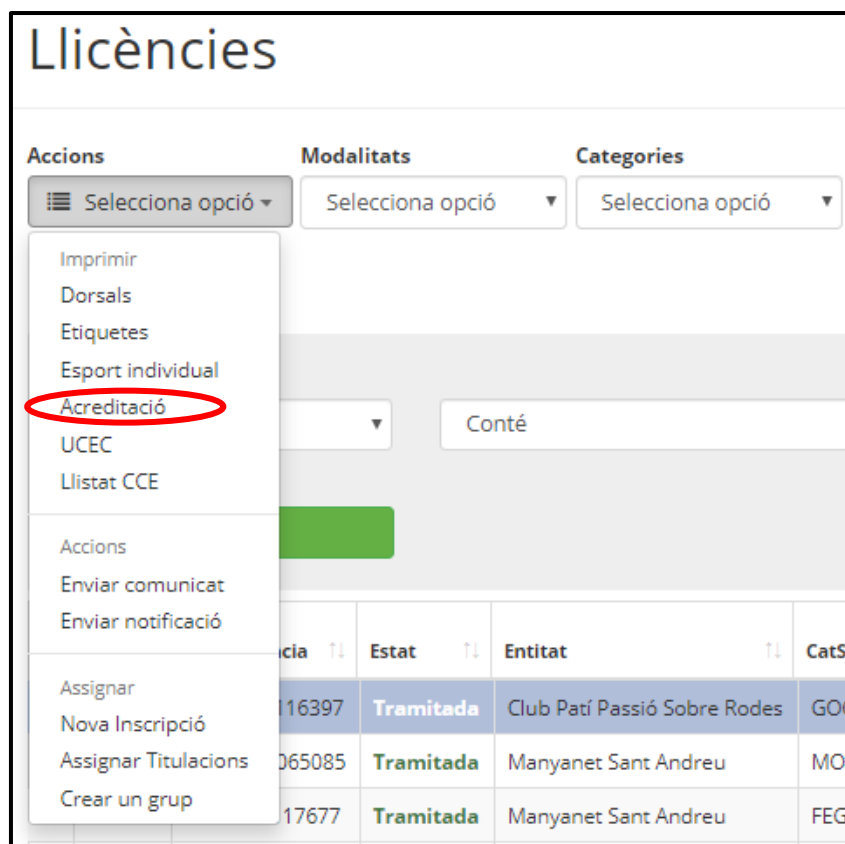 Llicències
Accions Modalitats Categories
Selecciona opció Selecciona opció Selecciona opció
Imprimir
Dorsals
Etiquetes
Esport individual
Acreditació
Conté
UCEC
Llistat CCE
Accions
Enviar comunicat
Enviar notificació
Estat Entitat
Assignar
Nova Inscripció
116397 Tramitada Club Patí Passió Sobre Rodes
Assignar Titulacions
065085 Tramitada Manyanet Sant Andreu
Crear un grup
17677 Tramitada Manyanet Sant Andreu